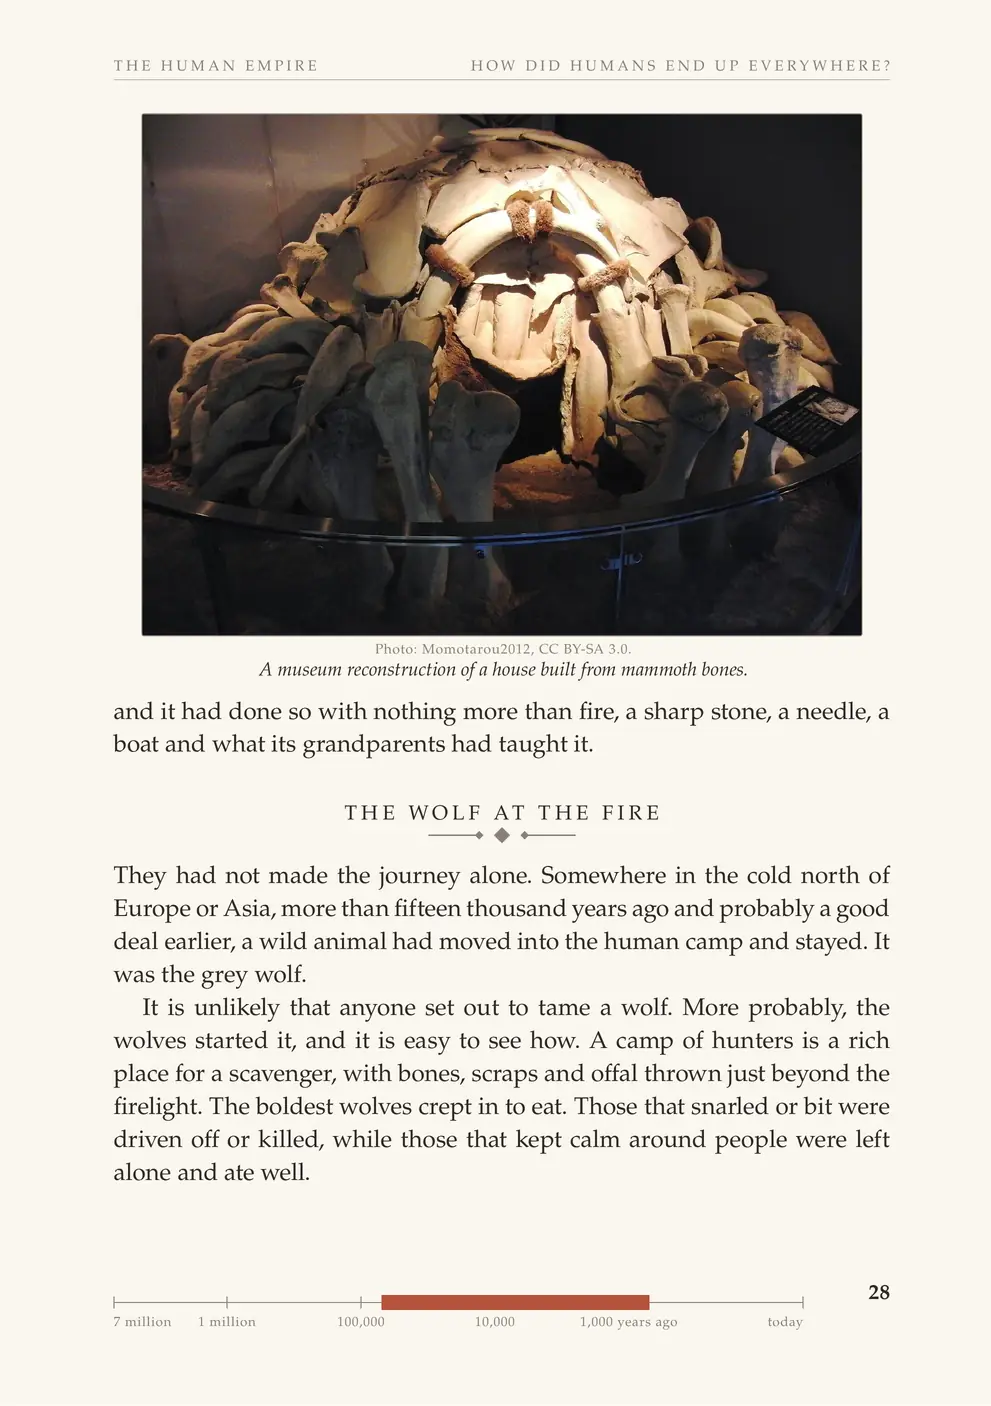 THE HUMAN EMPIRE
HOW DID HUMANS END UP EVERYWHERE?
Photo: Momotarou2012, CC BY-SA 3.0.
A museum reconstruction of a house built from mammoth bones.
and it had done so with nothing more than fire, a sharp stone, a needle, a
boat and what its grandparents had taught it.
THE WOLF AT THE FIRE
They had not made the journey alone. Somewhere in the cold north of
Europe or Asia, more than fifteen thousand years ago and probably a good
deal earlier, a wild animal had moved into the human camp and stayed. It
was the grey wolf.
It is unlikely that anyone set out to tame a wolf. More probably, the
wolves started it, and it is easy to see how. A camp of hunters is a rich
place for a scavenger, with bones, scraps and offal thrown just beyond the
firelight. The boldest wolves crept in to eat. Those that snarled or bit were
driven off or killed, while those that kept calm around people were left
alone and ate well.
28
7 million 1 million 100,000 10,000 1,000 years ago today